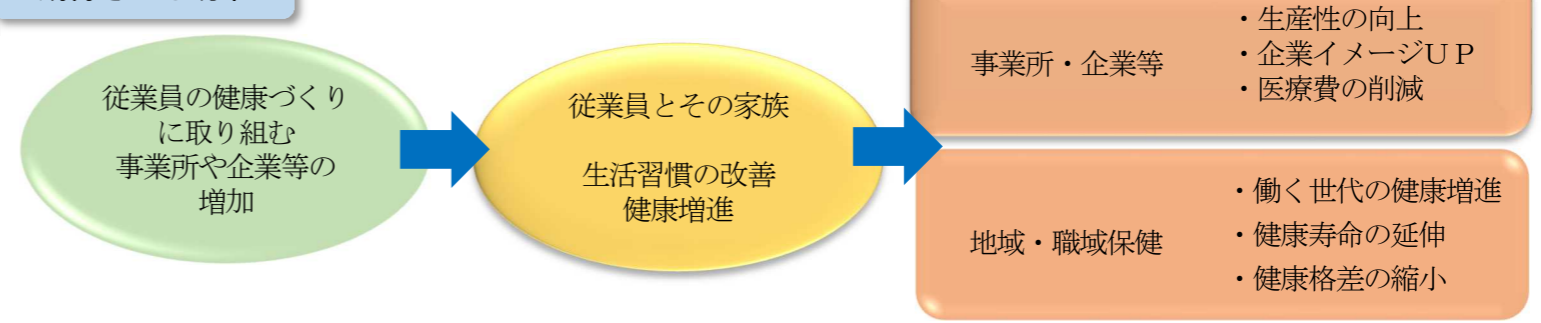 従業員の健康づくり
に取り組む
事業所や企業等の
増加
従業員とその家族
生活習慣の改善
健康増進
事業所・企業等
・生産性の向上
・企業イメージUP
・医療費の削減
地域・職域保健
・働く世代の健康増進
・健康寿命の延伸
・健康格差の縮小